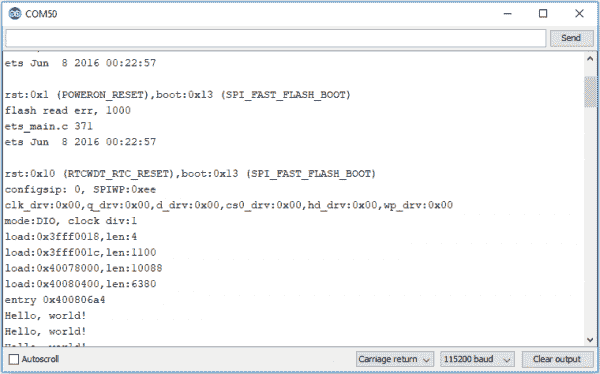 COM50
Send
ets Jun  8 2016 00:22:57
rst:0x1 (POWERON_RESET),boot:0x13 (SPI_FAST_FLASH_BOOT)
flash read err, 1000
ets_main.c 371
ets Jun  8 2016 00:22:57
rst:0x10 (RTCWDT_RTC_RESET),boot:0x13 (SPI_FAST_FLASH_BOOT)
configsip: 0, SPIWP:0xee
clk_drv:0x00,q_drv:0x00,d_drv:0x00,cs0_drv:0x00,hd_drv:0x00,wp_drv:0x00
mode:DIO, clock div:1
load:0x3fff0018,len:4
load:0x3fff001c,len:1100
load:0x40078000,len:10088
load:0x40080400,len:6380
entry 0x400806a4
Hello, world!
Hello, world!
Hello, world!
Autoscroll
Carriage return
115200 baud
Clear output